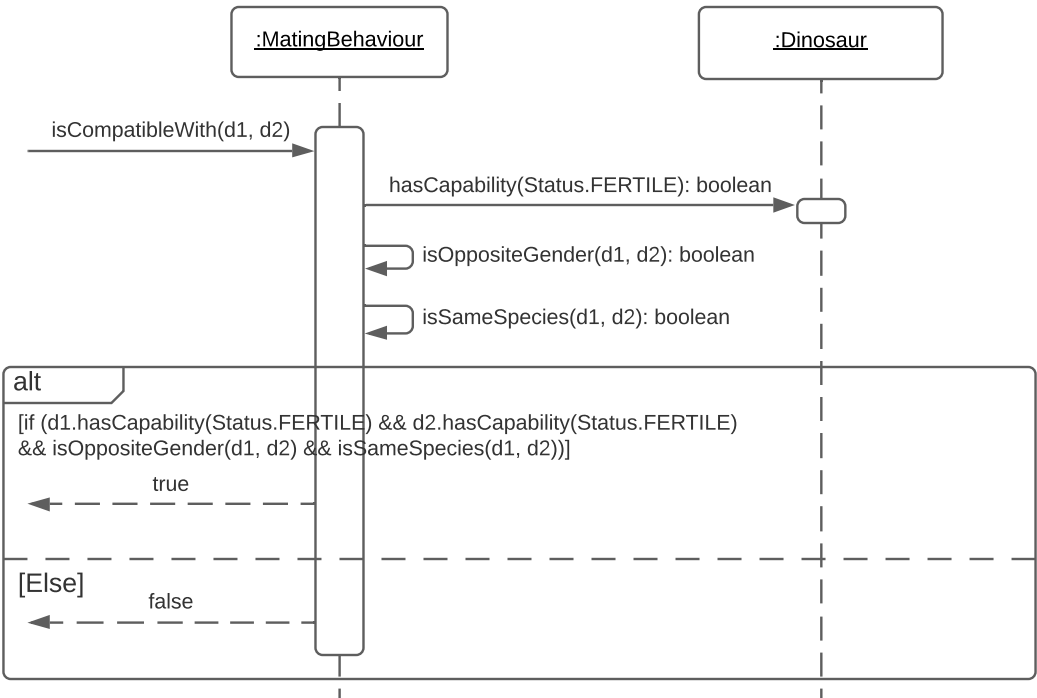 :MatingBehaviour
:Dinosaur
isCompatibleWith(d1, d2)
hasCapability(Status.FERTILE): boolean
isOppositeGender(d1, d2): boolean
isSameSpecies(d1, d2): boolean
alt
[if (d1.hasCapability(Status.FERTILE) && d2.hasCapability(Status.FERTILE)
&& isOppositeGender(d1, d2) && isSameSpecies(d1, d2))]
true
[Else]
false